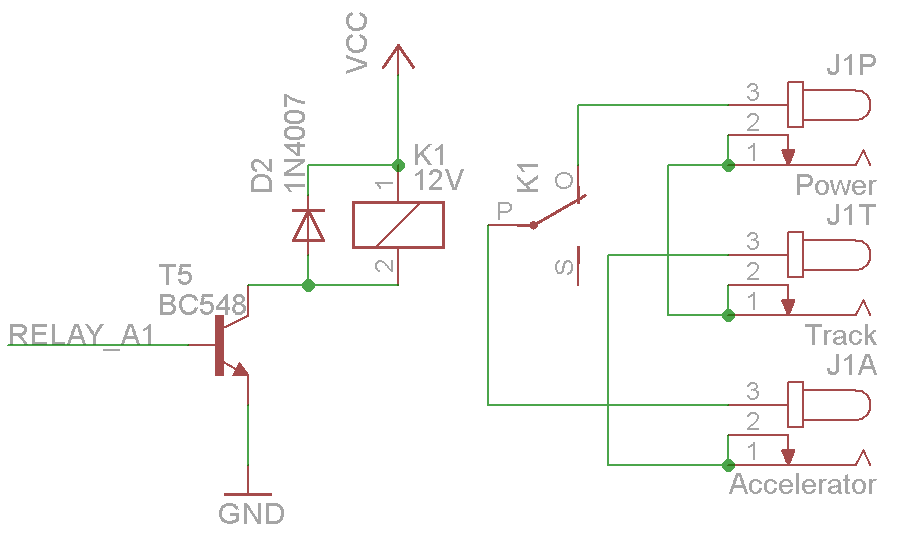 VCC
D2
1N4007
1
K1
12V
2
T5
BC548
RELAY_A1
GND
K1
O
P
S
J1P
3
2
1
Power
J1T
3
2
1
Track
J1A
3
2
1
Accelerator